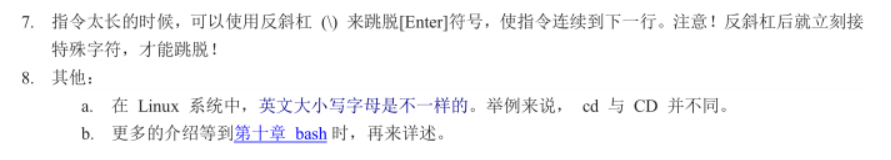 7. 指令太长的时候，可以使用反斜杠 (\) 来跳脱[Enter]符号，使指令连续到下一行。注意！反斜杠后就立刻接
特殊字符，才能跳脱！
8. 其他：
a. 在 Linux 系统中，英文大小写字母是不一样的。举例来说， cd 与 CD 并不同。
b. 更多的介绍等到第十章 bash 时，再来详述。